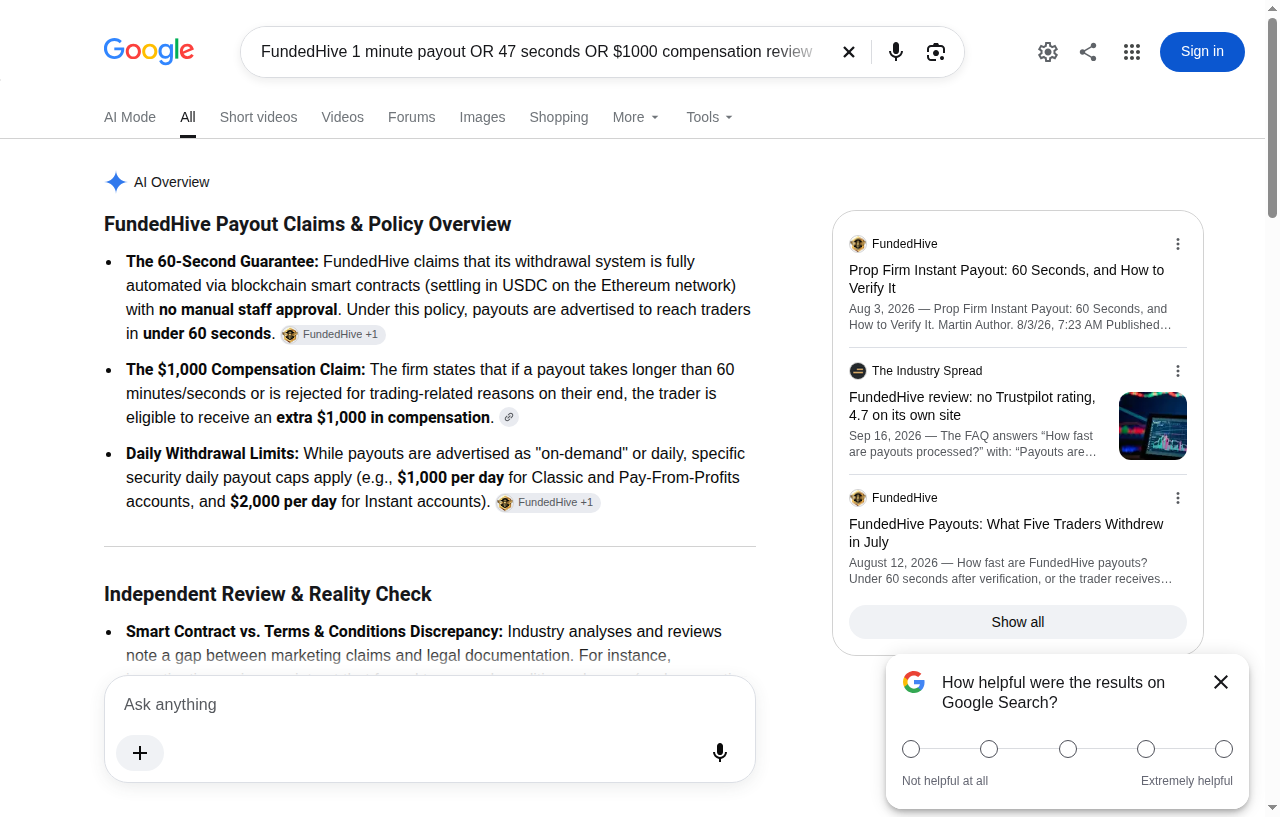 Google
FundedHive 1 minute payout OR 47 seconds OR $1000 compensation review
Sign in
AI Mode
All
Short videos
Videos
Forums
Images
Shopping
More
Tools
AI Overview
FundedHive Payout Claims & Policy Overview
The 60-Second Guarantee: FundedHive claims that its withdrawal system is fully
automated via blockchain smart contracts (settling in USDC on the Ethereum network)
with no manual staff approval. Under this policy, payouts are advertised to reach traders
in under 60 seconds. FundedHive +1
The $1,000 Compensation Claim: The firm states that if a payout takes longer than 60
minutes/seconds or is rejected for trading-related reasons on their end, the trader is
eligible to receive an extra $1,000 in compensation.
Daily Withdrawal Limits: While payouts are advertised as "on-demand" or daily, specific
security daily payout caps apply (e.g., $1,000 per day for Classic and Pay-From-Profits
accounts, and $2,000 per day for Instant accounts). FundedHive +1
Independent Review & Reality Check
Smart Contract vs. Terms & Conditions Discrepancy: Industry analyses and reviews
note a gap between marketing claims and legal documentation. For instance,
Ask anything
FundedHive
Prop Firm Instant Payout: 60 Seconds, and How to
Verify It
Aug 3, 2026 — Prop Firm Instant Payout: 60 Seconds, and
How to Verify It. Martin Author. 8/3/26, 7:23 AM Published…
The Industry Spread
FundedHive review: no Trustpilot rating,
4.7 on its own site
Sep 16, 2026 — The FAQ answers “How fast
are payouts processed?” with: “Payouts are…
FundedHive
FundedHive Payouts: What Five Traders Withdrew
in July
August 12, 2026 — How fast are FundedHive payouts?
Under 60 seconds after verification, or the trader receives…
Show all
How helpful were the results on
Google Search?
Not helpful at all
Extremely helpful